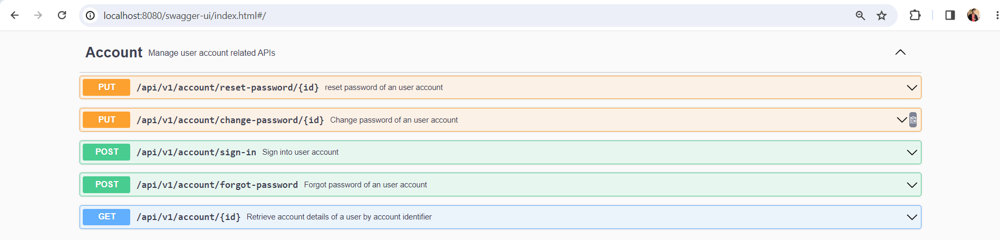 localhost:8080/swagger-ui/index.html#/
Account Manage user account related APIs
PUT /api/v1/account/reset-password/{id} reset password of an user account
PUT /api/v1/account/change-password/{id} Change password of an user account
POST /api/v1/account/sign-in Sign into user account
POST /api/v1/account/forgot-password Forgot password of an user account
GET /api/v1/account/{id} Retrieve account details of a user by account identifier